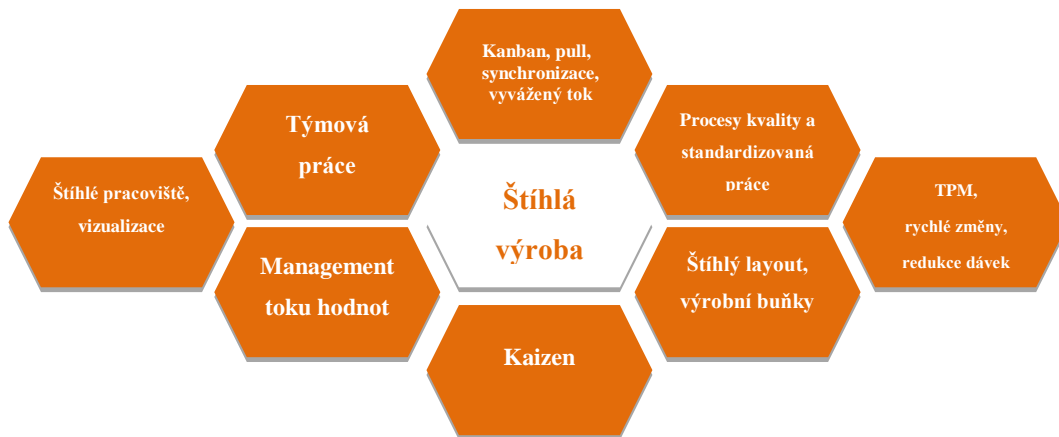 Kanban, pull,
synchronizace,
vyvážený tok
Týmová
práce
Procesy kvality a
standardizovaná
práce
Štíhlé pracoviště,
vizualizace
Štíhlá
výroba
TPM,
rychlé změny,
redukce dávek
Management
toku hodnot
Štíhlý layout,
výrobní buňky
Kaizen